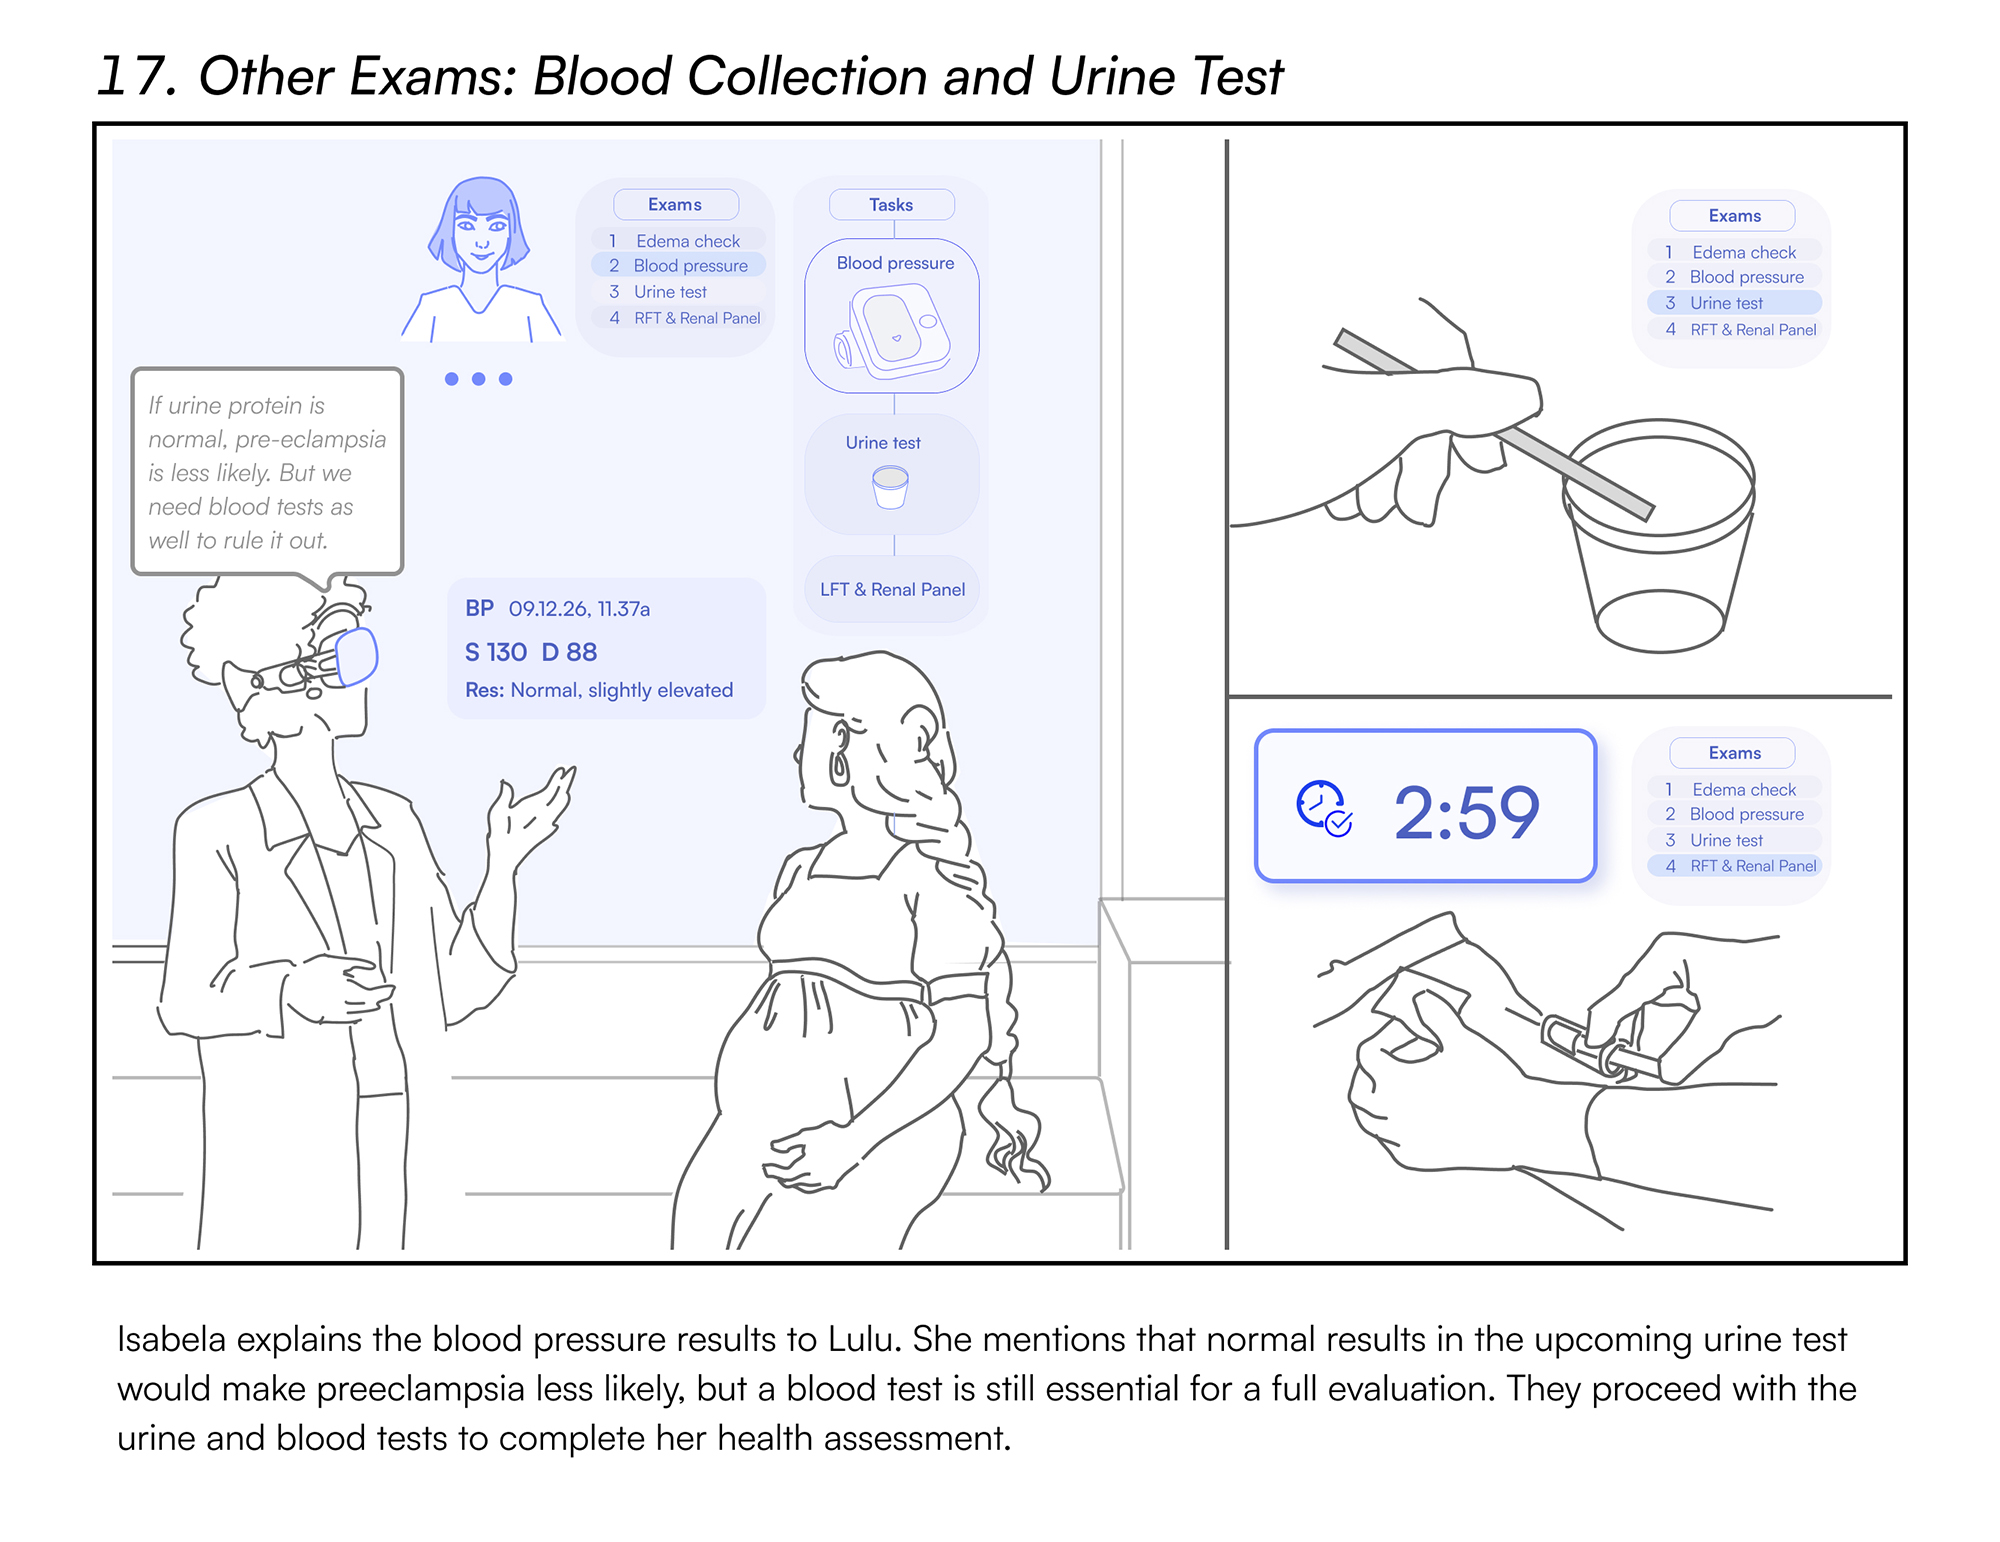 17. Other Exams: Blood Collection and Urine Test
Exams
1 Edema check
2 Blood pressure
3 Urine test
4 RFT & Renal Panel
Tasks
Blood pressure
Urine test
LFT & Renal Panel
If urine protein is
normal, pre-eclampsia
is less likely. But we
need blood tests as
well to rule it out.
BP 09.12.26, 11.37a
S 130 D 88
Res: Normal, slightly elevated
Exams
1 Edema check
2 Blood pressure
3 Urine test
4 RFT & Renal Panel
2:59
Exams
1 Edema check
2 Blood pressure
3 Urine test
4 RFT & Renal Panel
Isabela explains the blood pressure results to Lulu. She mentions that normal results in the upcoming urine test
would make preeclampsia less likely, but a blood test is still essential for a full evaluation. They proceed with the
urine and blood tests to complete her health assessment.